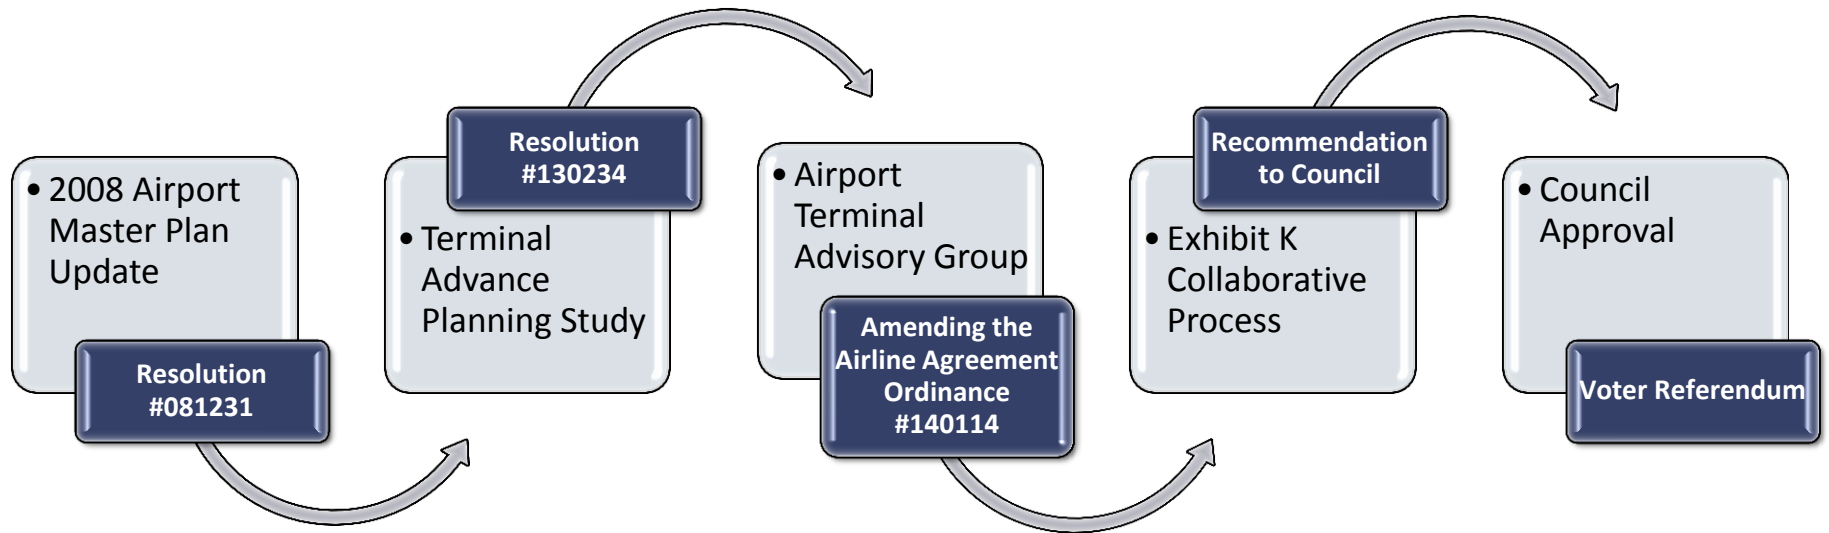 • 2008 Airport
Master Plan
Update
Resolution
#081231
Resolution
#130234
• Terminal
Advance
Planning Study
• Airport
Terminal
Advisory Group
Amending the
Airline Agreement
Ordinance
#140114
Recommendation
to Council
• Exhibit K
Collaborative
Process
• Council
Approval
Voter Referendum